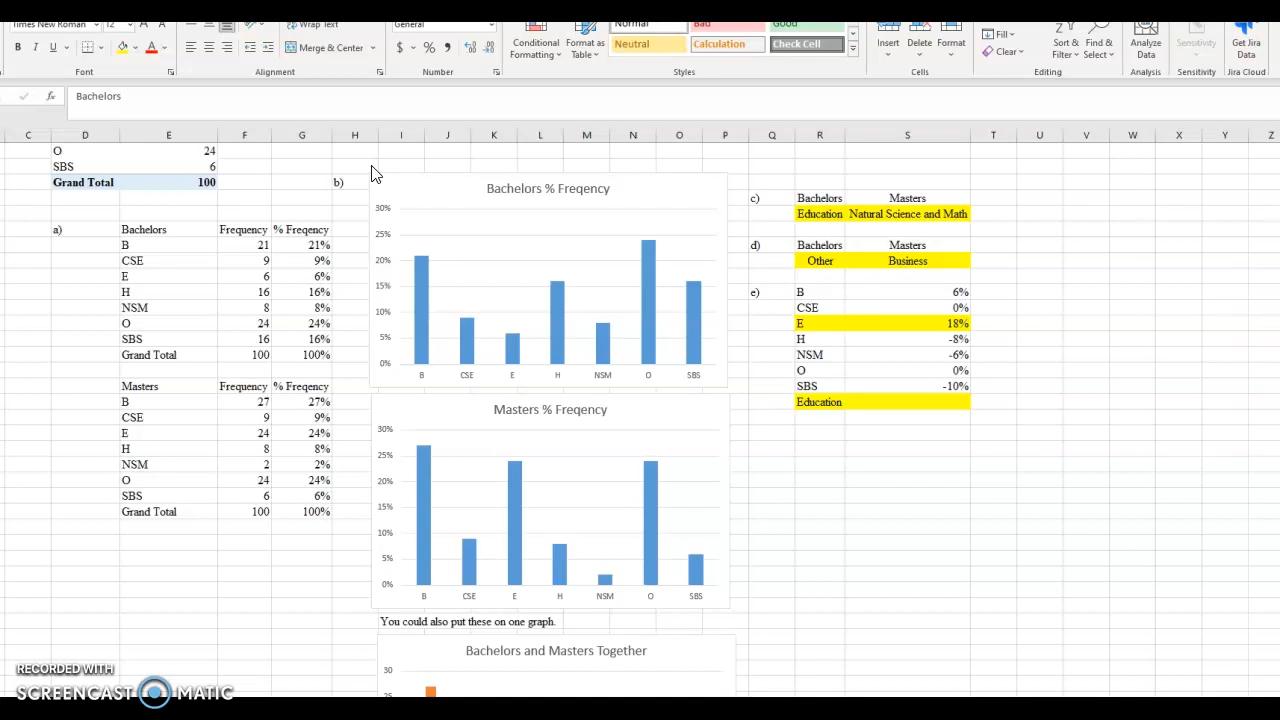 Times New Roman 12 A A Wrap Text General Normal Bad Good
B I U A Merge & Center $ % Conditional Formatting Format as Table Neutral Calculation Check Cell Insert Delete Format Fill Clear Sort & Filter Find & Select Analyze Data Sensitivity Get Jira Data
Font Alignment Number Styles Cells Editing Analysis Sensitivity Jira Cloud
fx Bachelors
C D E F G H I J K L M N O P Q R S T U V W X Y Z
O 24
SBS 6
Grand Total 100
a) Bachelors Frequency % Freqency
B 21 21%
CSE 9 9%
E 6 6%
H 16 16%
NSM 8 8%
O 24 24%
SBS 16 16%
Grand Total 100 100%
Masters Frequency % Freqency
B 27 27%
CSE 9 9%
E 24 24%
H 8 8%
NSM 2 2%
O 24 24%
SBS 6 6%
Grand Total 100 100%
b)
Bachelors % Freqency
30%
25%
20%
15%
10%
5%
0%
B CSE E H NSM O SBS
Masters % Freqency
30%
25%
20%
15%
10%
5%
0%
B CSE E H NSM O SBS
You could also put these on one graph.
Bachelors and Masters Together
30
25
c) Bachelors Masters
Education Natural Science and Math
d) Bachelors Masters
Other Business
e) B 6%
CSE 0%
E 18%
H -8%
NSM -6%
O 0%
SBS -10%
Education
RECORDED WITH
SCREENCAST MATIC